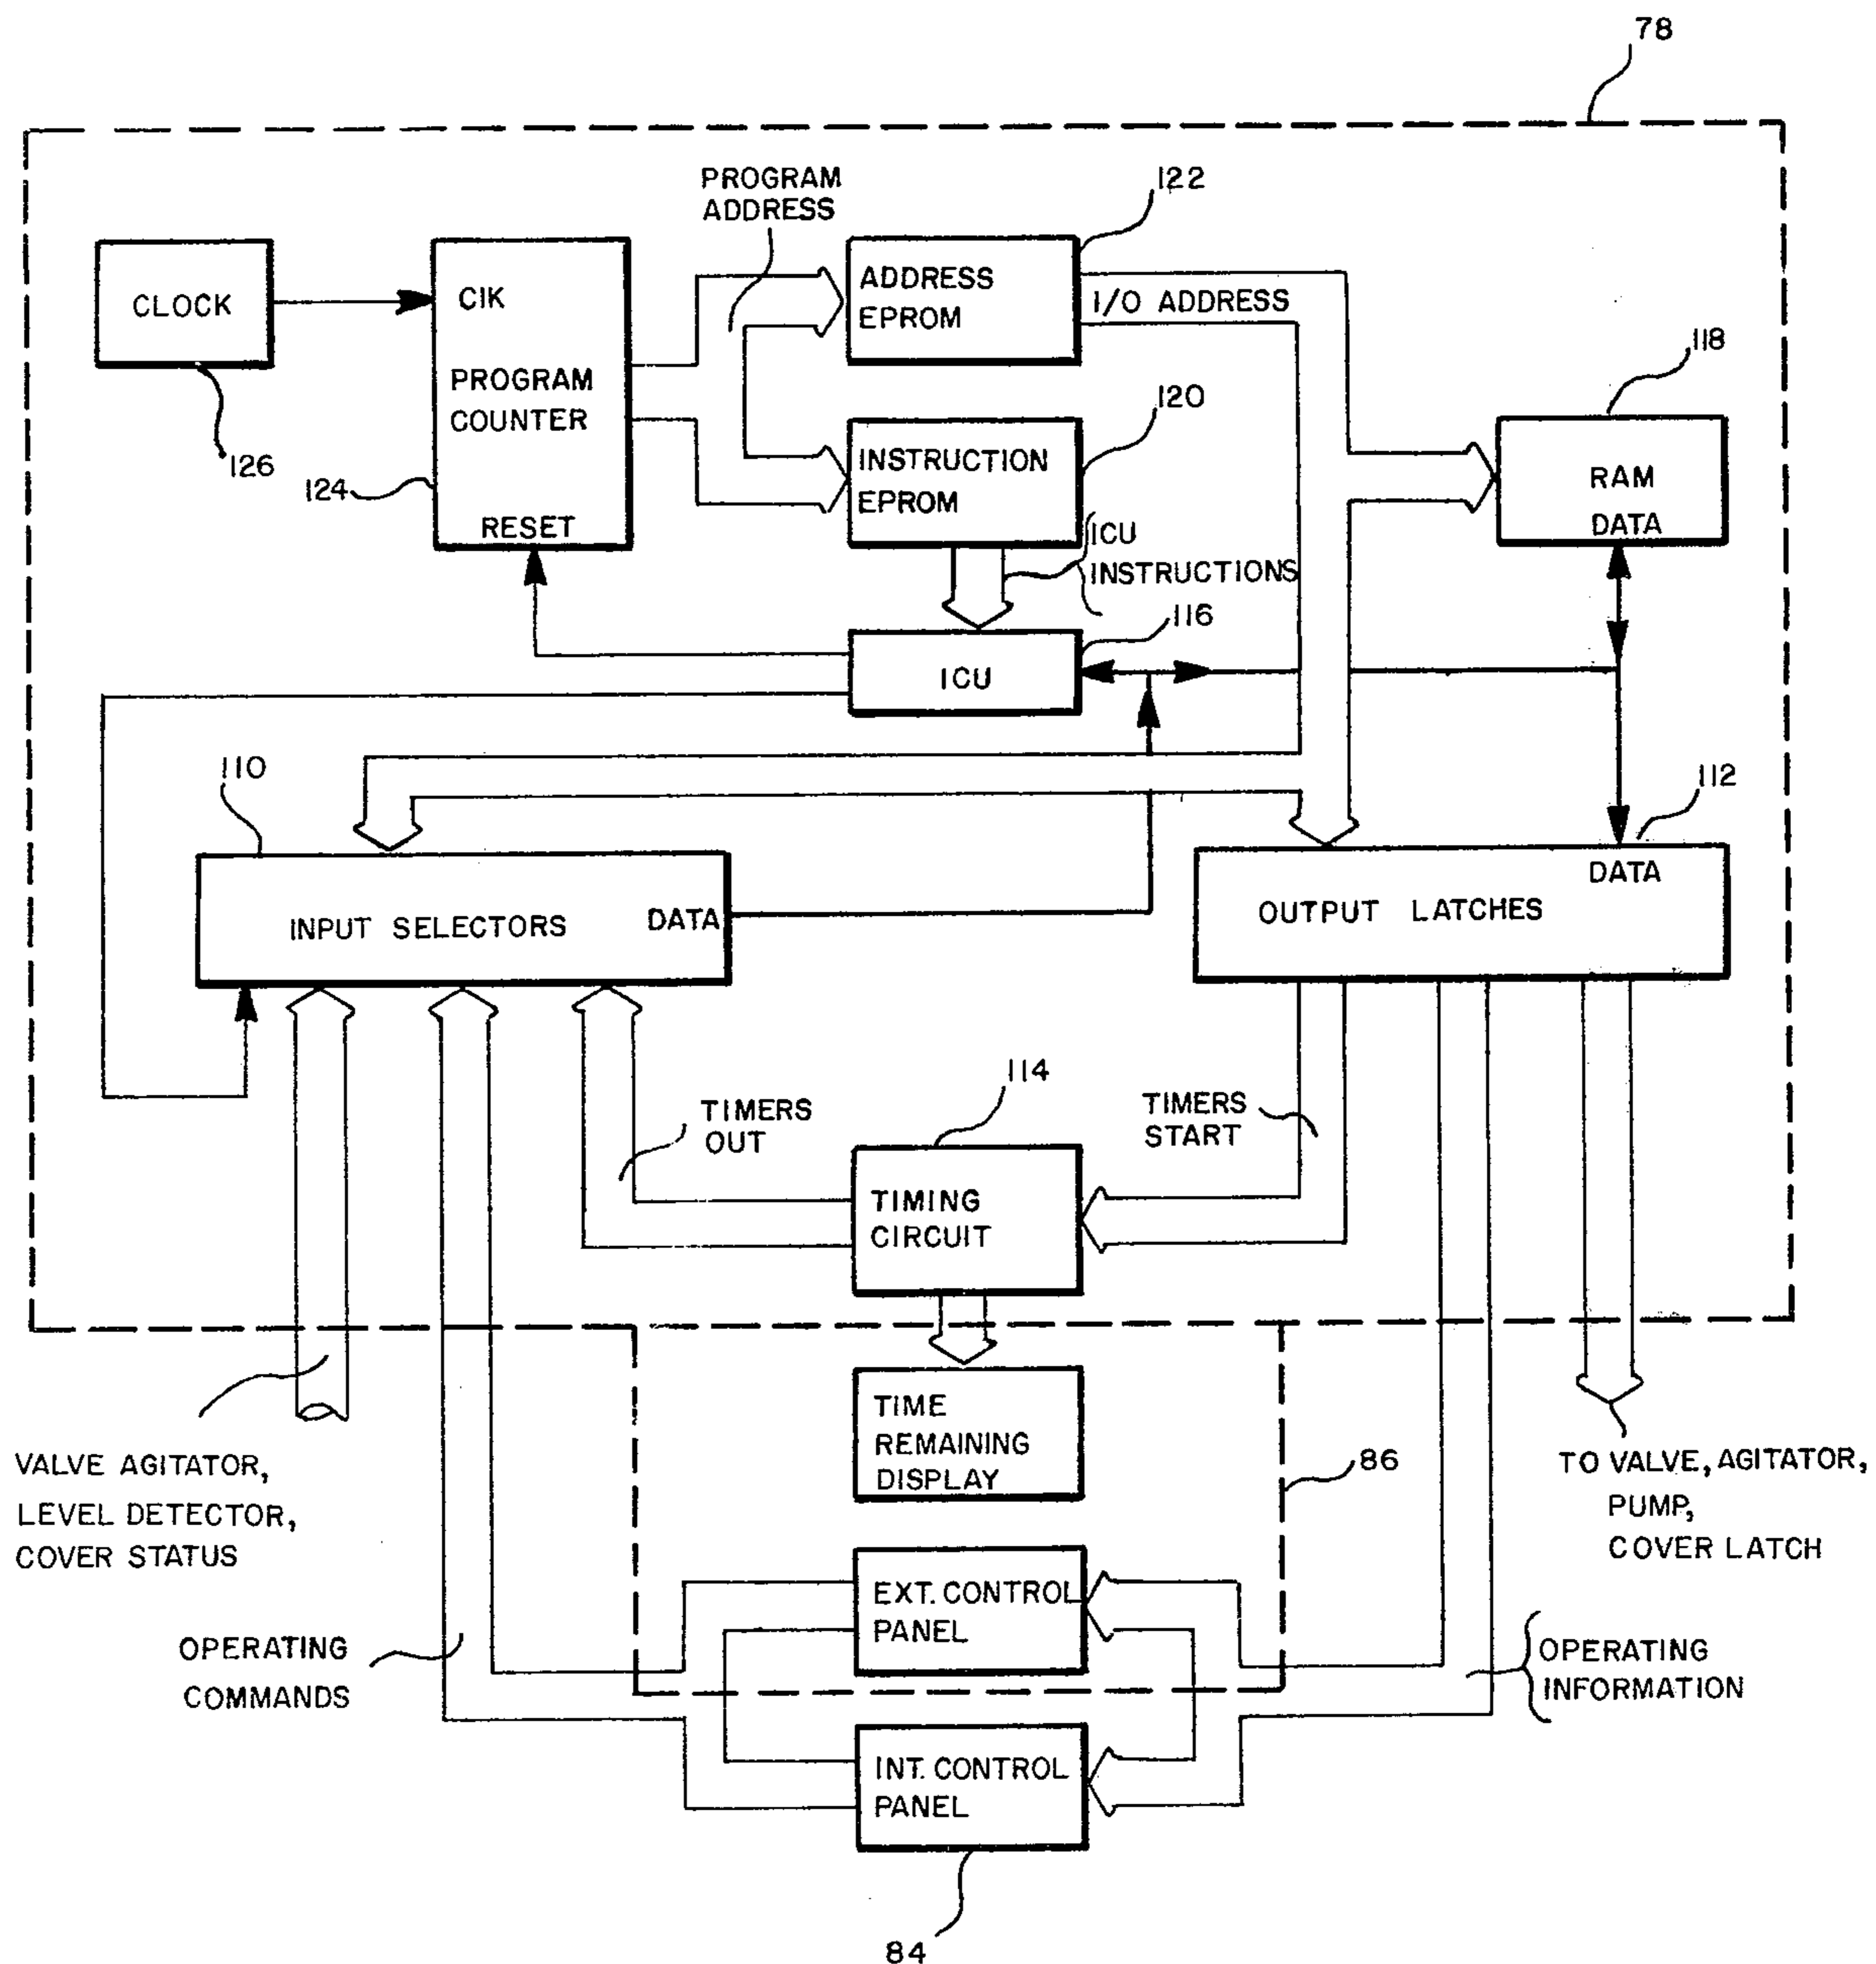 78
PROGRAM
ADDRESS
122
CLOCK
CIK
ADDRESS
EPROM
I/O ADDRESS
118
PROGRAM
COUNTER
120
126
124
INSTRUCTION
EPROM
RAM
DATA
RESET
ICU
INSTRUCTIONS
116
ICU
110
112
INPUT SELECTORS
DATA
DATA
OUTPUT LATCHES
114
TIMERS
OUT
TIMERS
START
TIMING
CIRCUIT
TIME
REMAINING
DISPLAY
86
VALVE AGITATOR,
LEVEL DETECTOR,
COVER STATUS
TO VALVE, AGITATOR,
PUMP,
COVER LATCH
EXT. CONTROL
PANEL
OPERATING
COMMANDS
OPERATING
INFORMATION
INT. CONTROL
PANEL
84